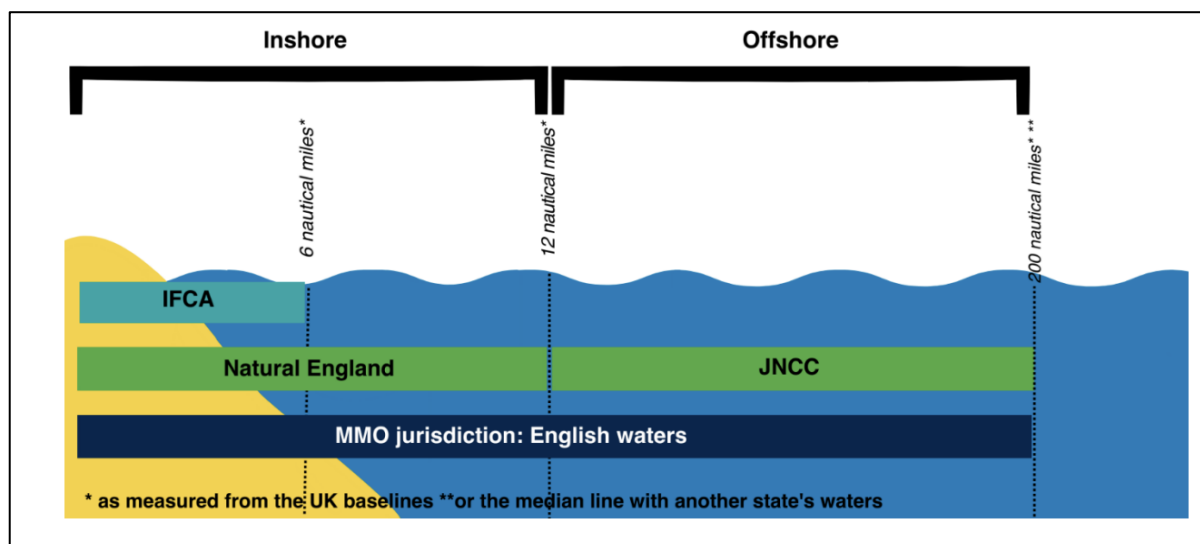 Inshore
Offshore
6 nautical miles*
12 nautical miles*
200 nautical miles* **
IFCA
Natural England
JNCC
MMO jurisdiction: English waters
* as measured from the UK baselines **or the median line with another state's waters